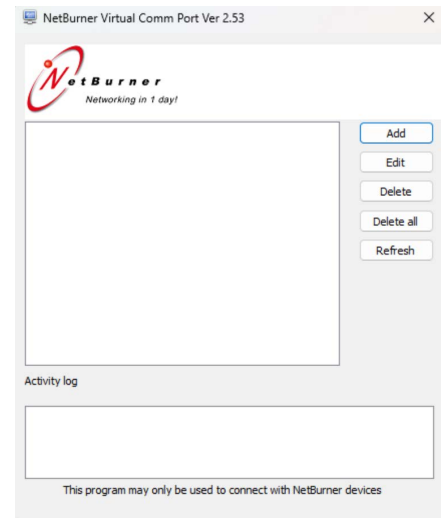 NetBurner Virtual Comm Port Ver 2.53
NetBurner
Networking in 1 day!
Add
Edit
Delete
Delete all
Refresh
Activity log
This program may only be used to connect with NetBurner devices